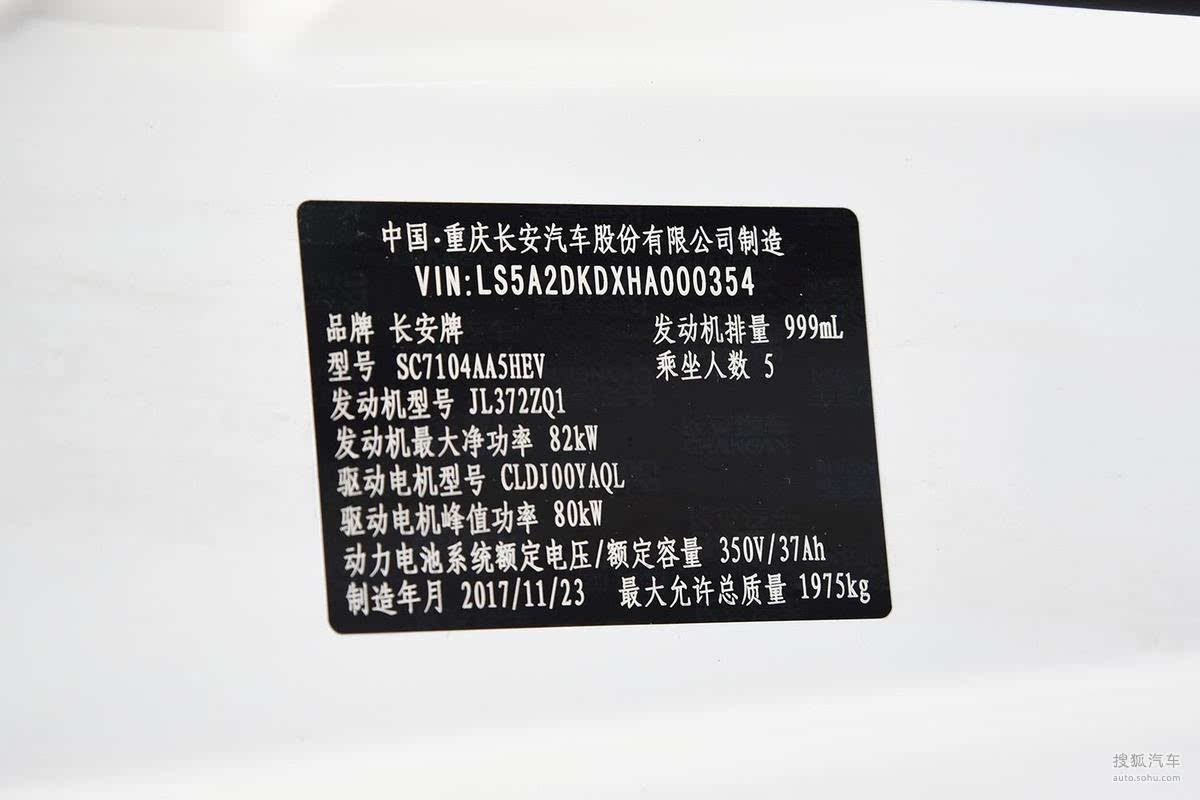 中国·重庆长安汽车股份有限公司制造
VIN:LS5A2DKDXHA000354
品牌 长安牌 发动机排量 999mL
型号 SC7104AA5HEV 乘坐人数 5
发动机型号 JL372ZQ1
发动机最大净功率 82kW
驱动电机型号 CLDJ00YAQL
驱动电机峰值功率 80kW
动力电池系统额定电压/额定容量 350V/37Ah
制造年月 2017/11/23 最大允许总质量 1975kg
搜狐汽车
auto.sohu.com